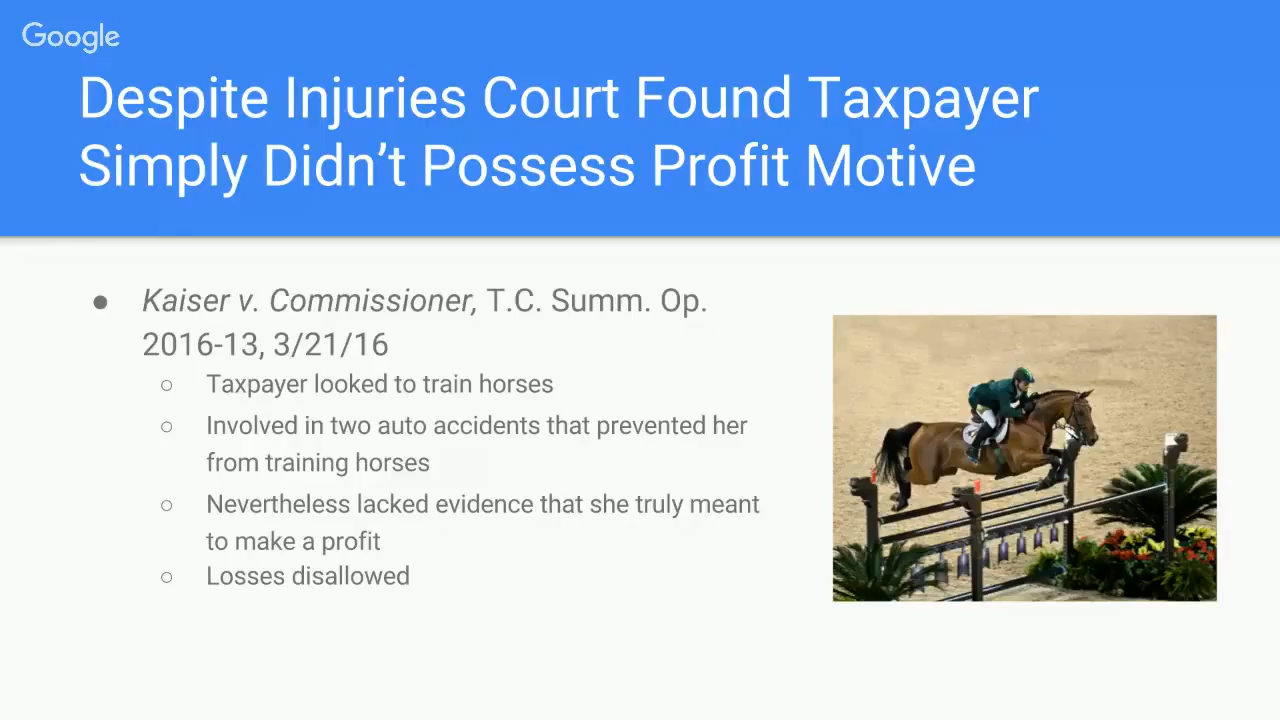 Google
Despite Injuries Court Found Taxpayer
Simply Didn’t Possess Profit Motive
● Kaiser v. Commissioner, T.C. Summ. Op.
2016-13, 3/21/16
○ Taxpayer looked to train horses
○ Involved in two auto accidents that prevented her
from training horses
○ Nevertheless lacked evidence that she truly meant
to make a profit
○ Losses disallowed